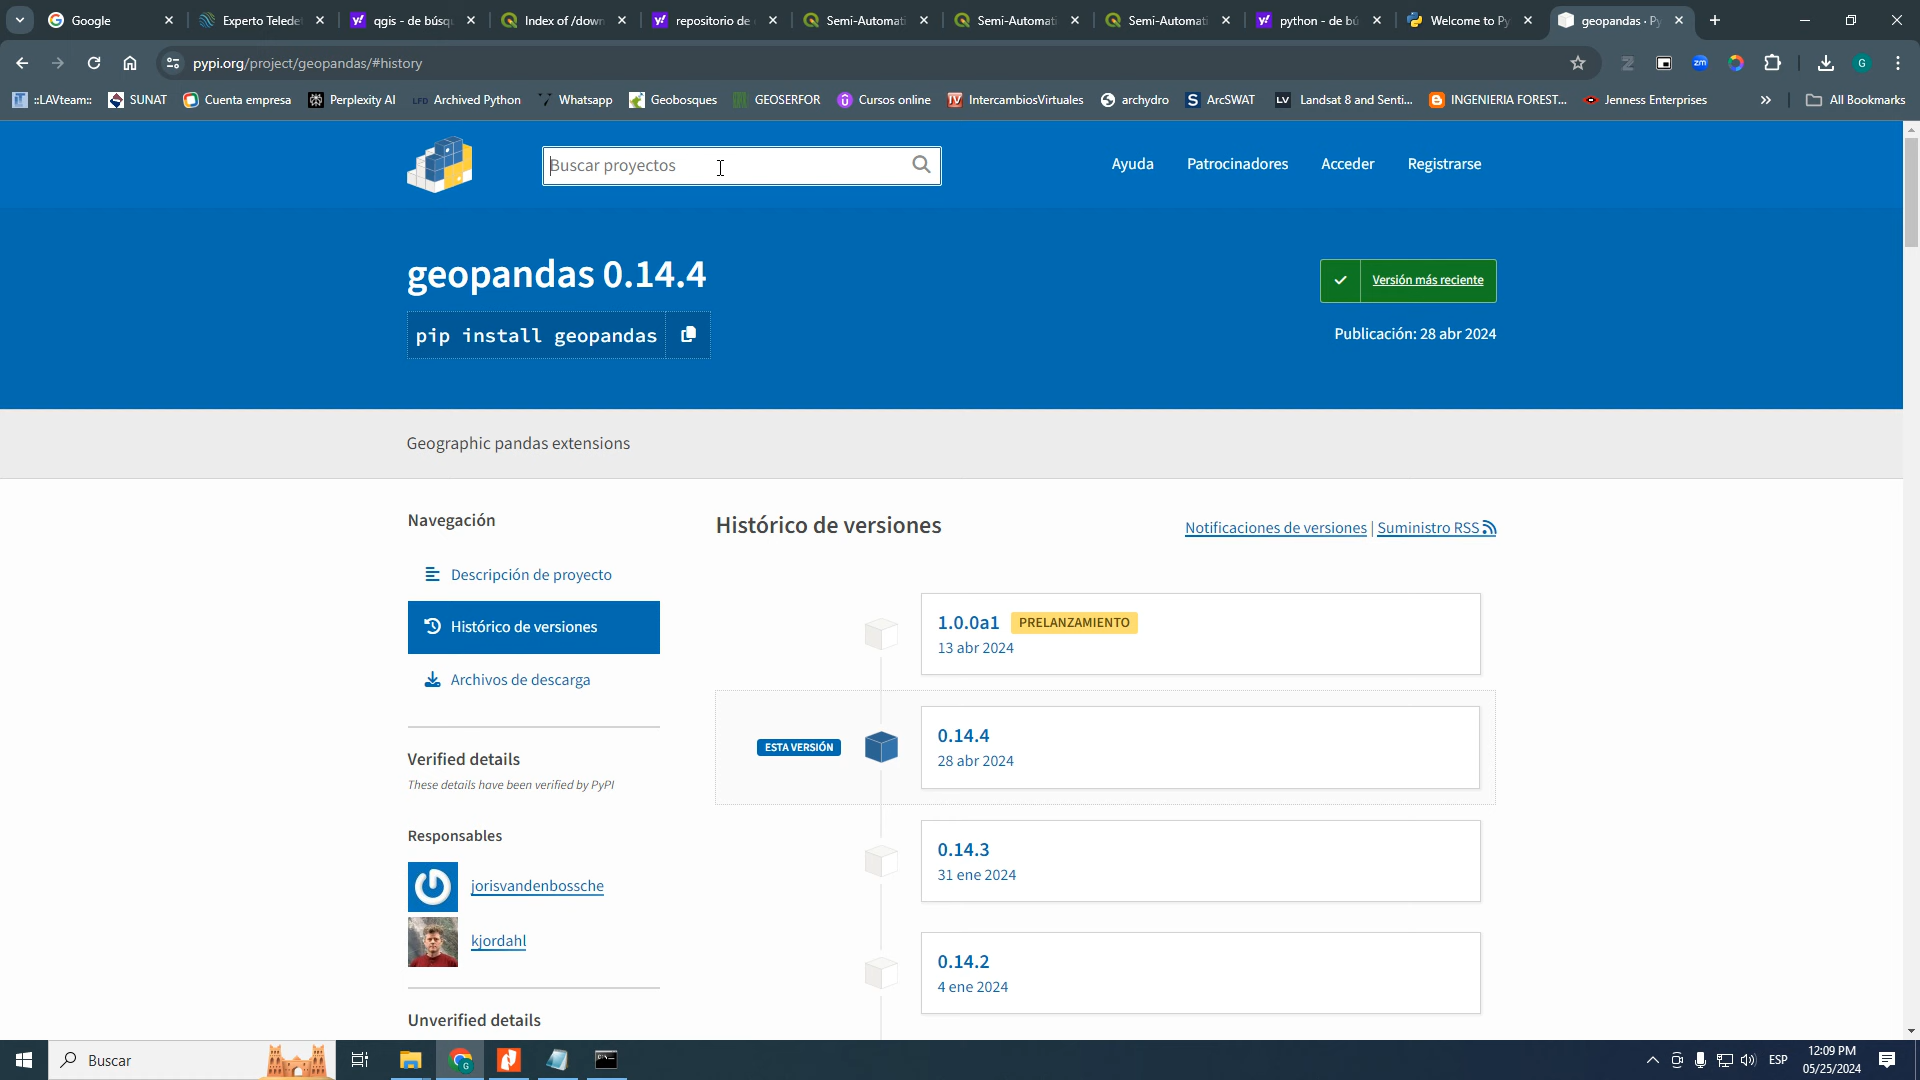 Google
Experto Telede
qgis - de búsqu
Index of /down
repositorio de
Semi-Automati
Semi-Automati
Semi-Automati
python - de bú
Welcome to Py
geopandas · Py
pypi.org/project/geopandas/#history
G
::LAVteam::
SUNAT
Cuenta empresa
Perplexity AI
LFD Archived Python
Whatsapp
Geobosques
GEOSERFOR
Cursos online
IntercambiosVirtuales
archydro
ArcSWAT
LV Landsat 8 and Senti...
INGENIERIA FOREST...
Jenness Enterprises
»
All Bookmarks
Buscar proyectos
Ayuda
Patrocinadores
Acceder
Registrarse
geopandas 0.14.4
Versión más reciente
pip install geopandas
Publicación: 28 abr 2024
Geographic pandas extensions
Navegación
Descripción de proyecto
Histórico de versiones
Archivos de descarga
Verified details
These details have been verified by PyPI
Responsables
jorisvandenbossche
kjordahl
Unverified details
Histórico de versiones
Notificaciones de versiones | Suministro RSS
1.0.0a1 PRELANZAMIENTO
13 abr 2024
ESTA VERSIÓN
0.14.4
28 abr 2024
0.14.3
31 ene 2024
0.14.2
4 ene 2024
Buscar
ESP
12:09 PM
05/25/2024